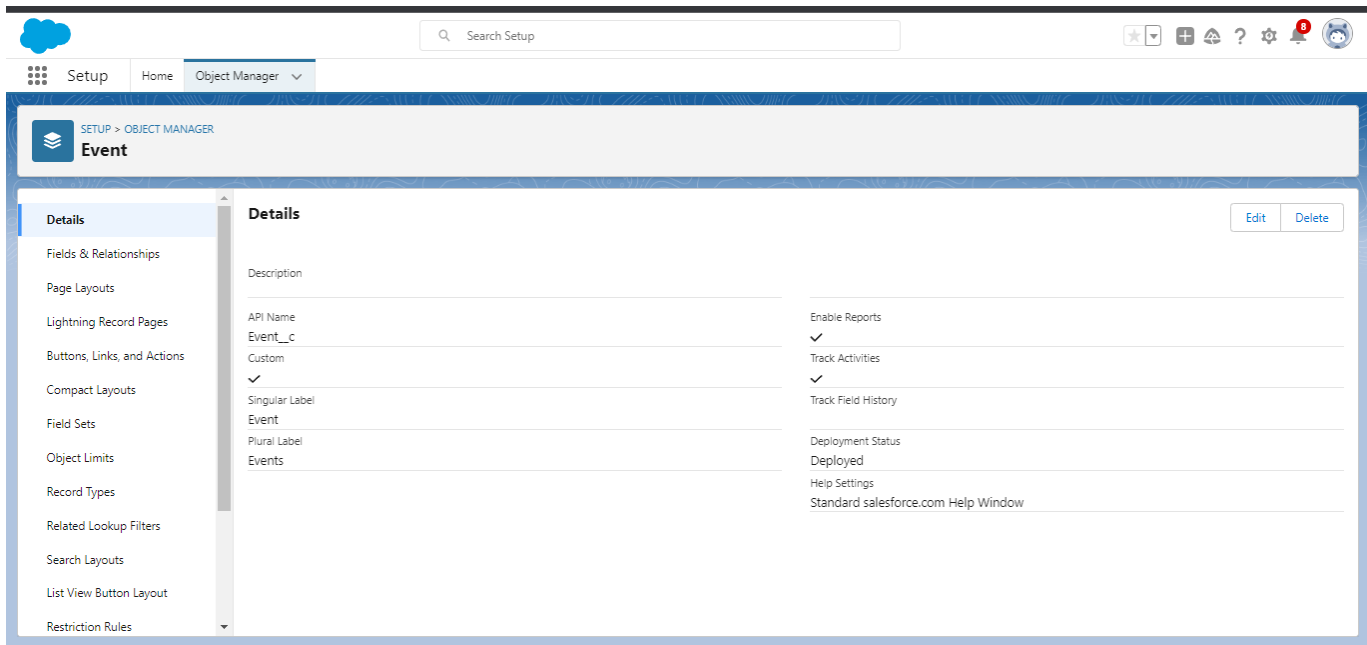 Search Setup
8
Setup
Home
Object Manager
SETUP > OBJECT MANAGER
Event
Details
Fields & Relationships
Page Layouts
Lightning Record Pages
Buttons, Links, and Actions
Compact Layouts
Field Sets
Object Limits
Record Types
Related Lookup Filters
Search Layouts
List View Button Layout
Restriction Rules
Details
Edit
Delete
Description
API Name
Event__c
Custom
Singular Label
Event
Plural Label
Events
Enable Reports
Track Activities
Track Field History
Deployment Status
Deployed
Help Settings
Standard salesforce.com Help Window